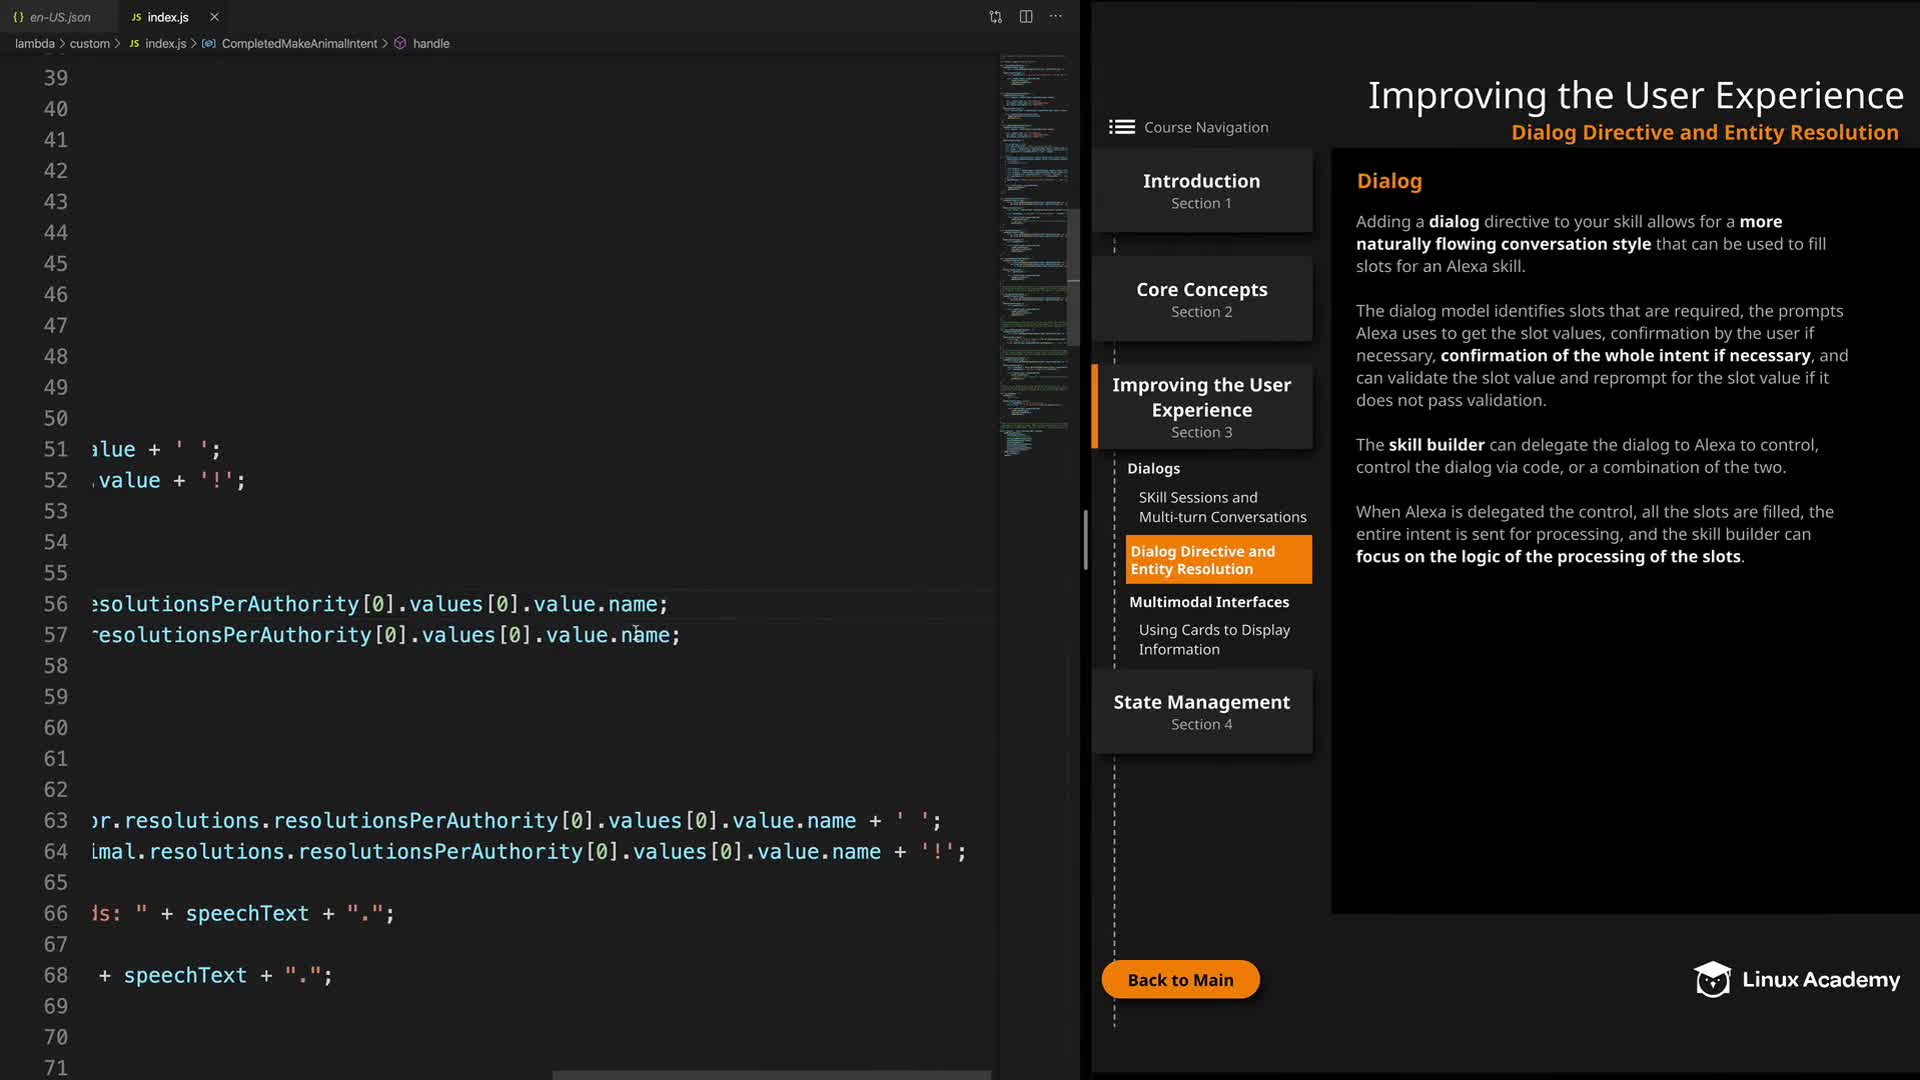 {} en-US.json
JS index.js
lambda > custom > JS index.js > CompletedMakeAnimalIntent > handle
39
40
41
42
43
44
45
46
47
48
49
50
51 alue + ' ';
52 .value + '!';
53
54
55
56 esolutionsPerAuthority[0].values[0].value.name;
57 resolutionsPerAuthority[0].values[0].value.name;
58
59
60
61
62
63 or.resolutions.resolutionsPerAuthority[0].values[0].value.name + ' ';
64 imal.resolutions.resolutionsPerAuthority[0].values[0].value.name + '!';
65
66 ds: " + speechText + ".";
67
68 + speechText + ".";
69
70
71
Improving the User Experience
Dialog Directive and Entity Resolution
Course Navigation
Introduction
Section 1
Core Concepts
Section 2
Improving the User
Experience
Section 3
Dialogs
SKill Sessions and
Multi-turn Conversations
Dialog Directive and
Entity Resolution
Multimodal Interfaces
Using Cards to Display
Information
State Management
Section 4
Back to Main
Dialog
Adding a dialog directive to your skill allows for a more
naturally flowing conversation style that can be used to fill
slots for an Alexa skill.
The dialog model identifies slots that are required, the prompts
Alexa uses to get the slot values, confirmation by the user if
necessary, confirmation of the whole intent if necessary, and
can validate the slot value and reprompt for the slot value if it
does not pass validation.
The skill builder can delegate the dialog to Alexa to control,
control the dialog via code, or a combination of the two.
When Alexa is delegated the control, all the slots are filled, the
entire intent is sent for processing, and the skill builder can
focus on the logic of the processing of the slots.
Linux Academy